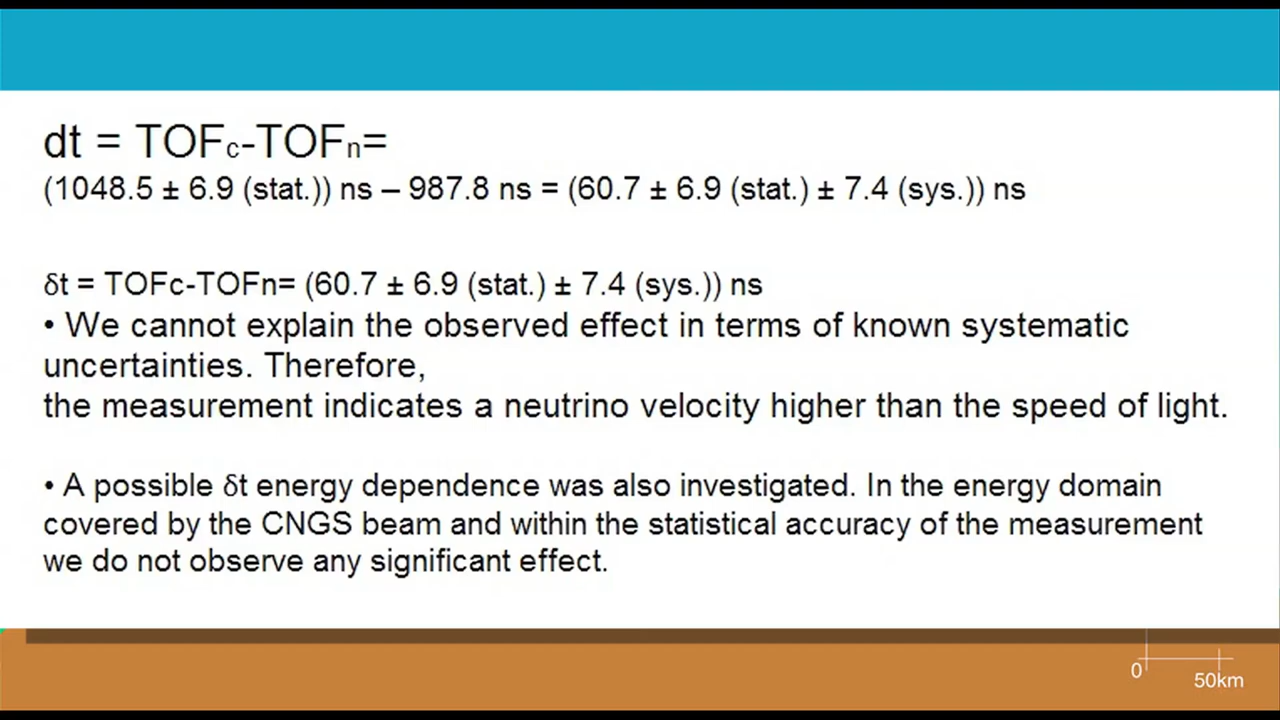 dt = TOFc-TOFn=
(1048.5 ± 6.9 (stat.)) ns – 987.8 ns = (60.7 ± 6.9 (stat.) ± 7.4 (sys.)) ns
δt = TOFc-TOFn= (60.7 ± 6.9 (stat.) ± 7.4 (sys.)) ns
• We cannot explain the observed effect in terms of known systematic
uncertainties. Therefore,
the measurement indicates a neutrino velocity higher than the speed of light.
• A possible δt energy dependence was also investigated. In the energy domain
covered by the CNGS beam and within the statistical accuracy of the measurement
we do not observe any significant effect.
0
50km